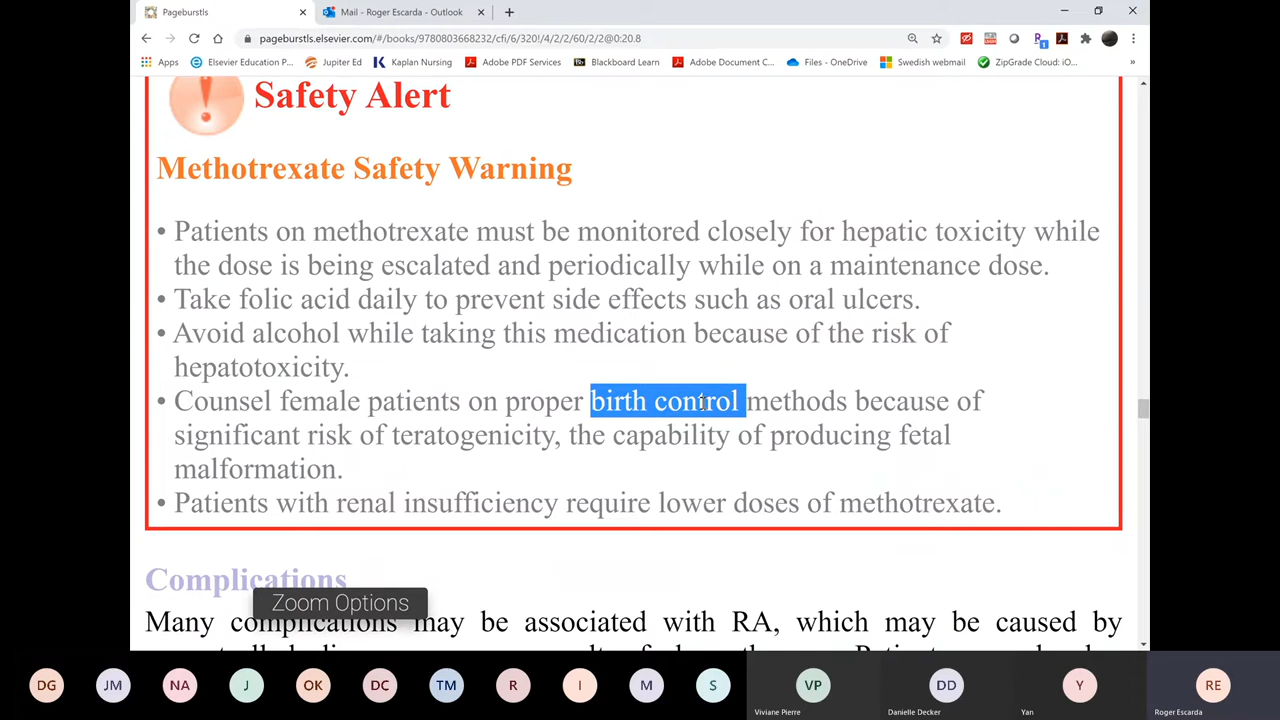 Pageburstls
Mail - Roger Escarda - Outlook
pageburstls.elsevier.com/#/books/9780803668232/cfi/6/320!/4/2/2/60/2/2@0:20.8
Apps
Elsevier Education P...
Jupiter Ed
Kaplan Nursing
Adobe PDF Services
Blackboard Learn
Adobe Document C...
Files - OneDrive
Swedish webmail
ZipGrade Cloud: iO...
»
Safety Alert
Methotrexate Safety Warning
• Patients on methotrexate must be monitored closely for hepatic toxicity while
the dose is being escalated and periodically while on a maintenance dose.
• Take folic acid daily to prevent side effects such as oral ulcers.
• Avoid alcohol while taking this medication because of the risk of
hepatotoxicity.
• Counsel female patients on proper birth control methods because of
significant risk of teratogenicity, the capability of producing fetal
malformation.
• Patients with renal insufficiency require lower doses of methotrexate.
Complications
Zoom Options
Many complications may be associated with RA, which may be caused by
DG
JM
NA
J
OK
DC
TM
R
I
M
S
VP
DD
Y
RE
Viviane Pierre
Danielle Decker
Yan
Roger Escarda